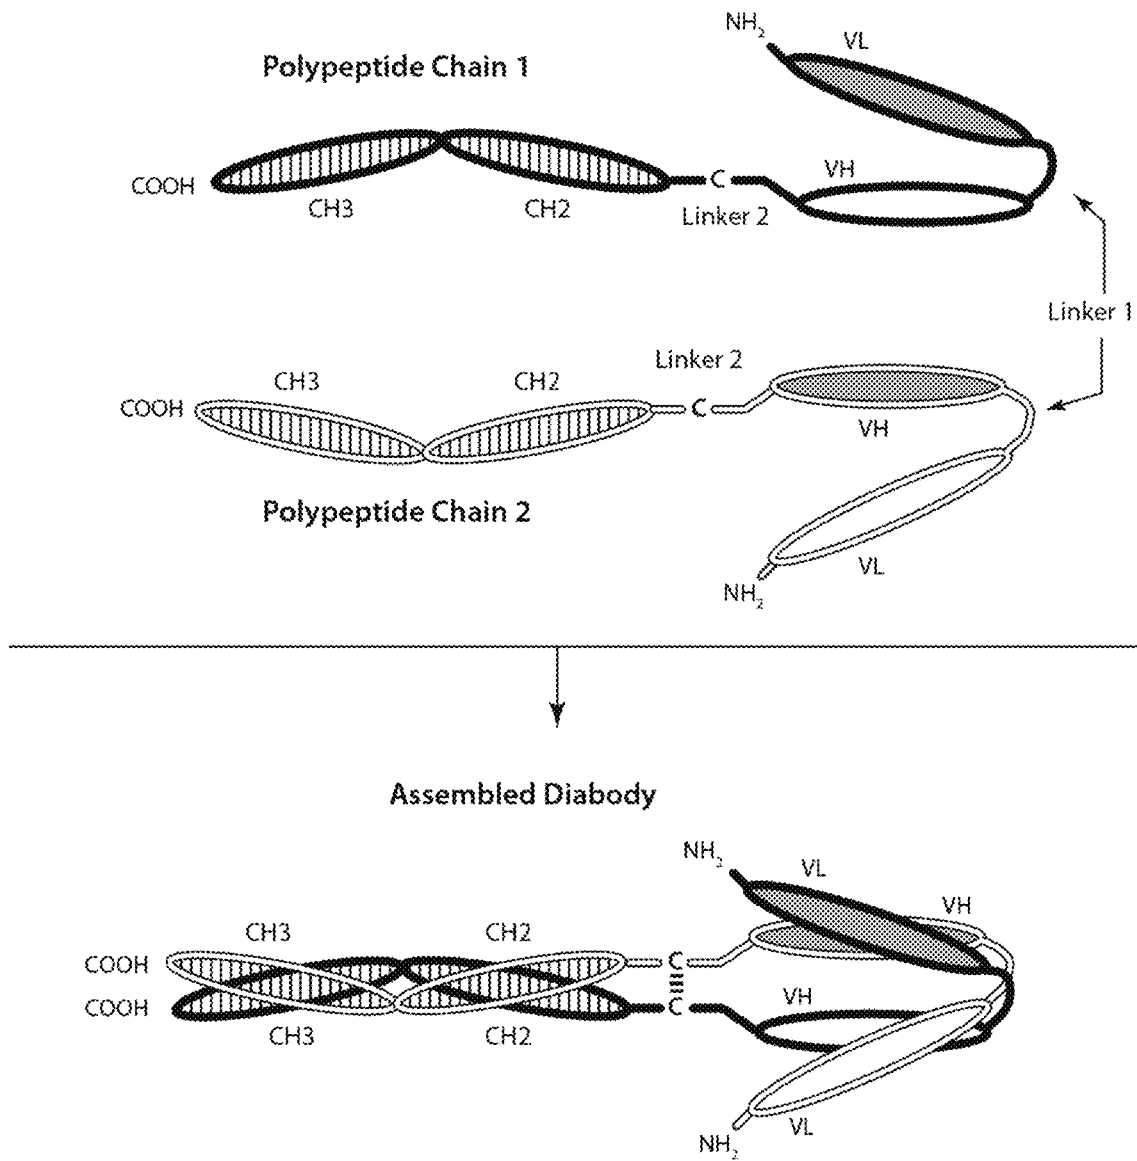 NH₂
VL
Polypeptide Chain 1
COOH
CH3
CH2
C
Linker 2
VH
Linker 1
Linker 2
CH3
CH2
COOH
C
VH
Polypeptide Chain 2
VL
NH₂
Assembled Diabody
NH₂
VL
VH
CH3
CH2
COOH
C
COOH
C
VH
CH3
CH2
VL
NH₂